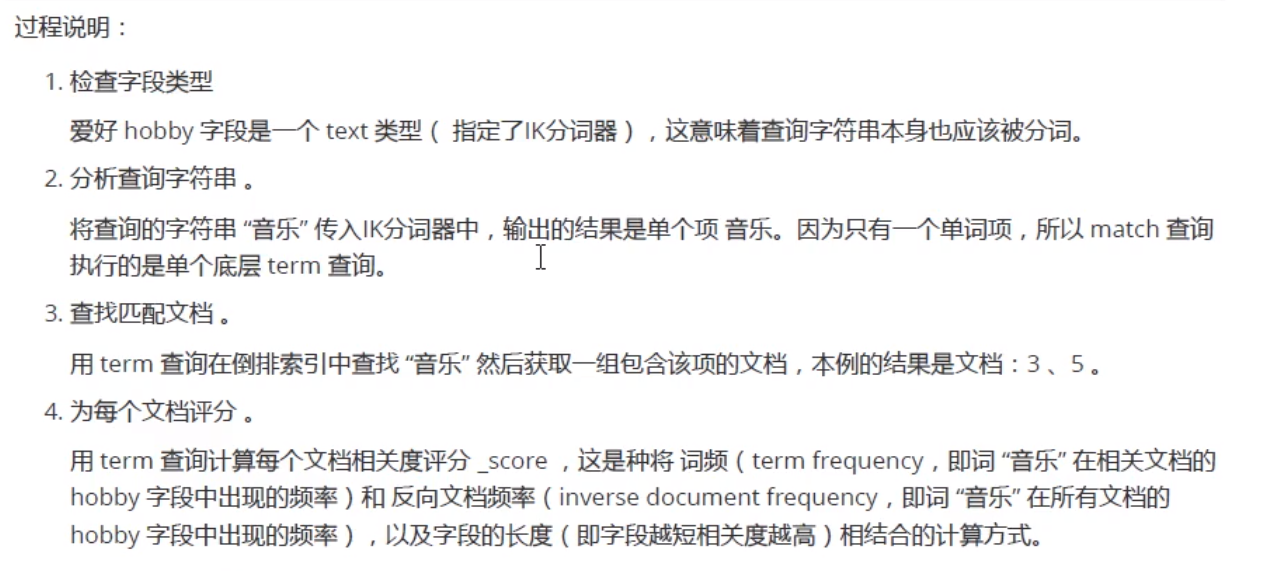 过程说明：
1. 检查字段类型
爱好 hobby 字段是一个 text 类型（ 指定了IK分词器），这意味着查询字符串本身也应该被分词。
2. 分析查询字符串 。
将查询的字符串 “音乐” 传入IK分词器中，输出的结果是单个项 音乐。因为只有一个单词项，所以 match 查询
执行的是单个底层 term 查询。
3. 查找匹配文档 。
用 term 查询在倒排索引中查找 “音乐” 然后获取一组包含该项的文档，本例的结果是文档：3 、5 。
4. 为每个文档评分 。
用 term 查询计算每个文档相关度评分 _score ，这是种将 词频（term frequency，即词 “音乐” 在相关文档的
hobby 字段中出现的频率）和 反向文档频率（inverse document frequency，即词 “音乐” 在所有文档的
hobby 字段中出现的频率），以及字段的长度（即字段越短相关度越高）相结合的计算方式。